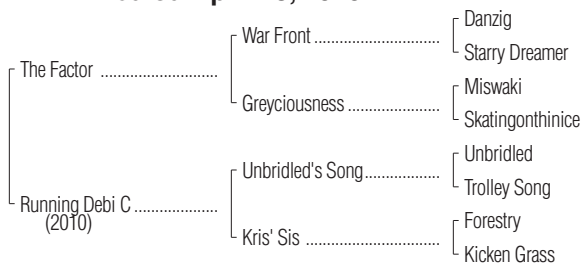 Danzig
War Front ..............................
Starry Dreamer
The Factor ............................
Miswaki
Greyciousness ......................
Skatingonthinice
Unbridled
Unbridled's Song..................
Trolley Song
Running Debi C ....................
(2010)
Forestry
Kris' Sis ................................
Kicken Grass